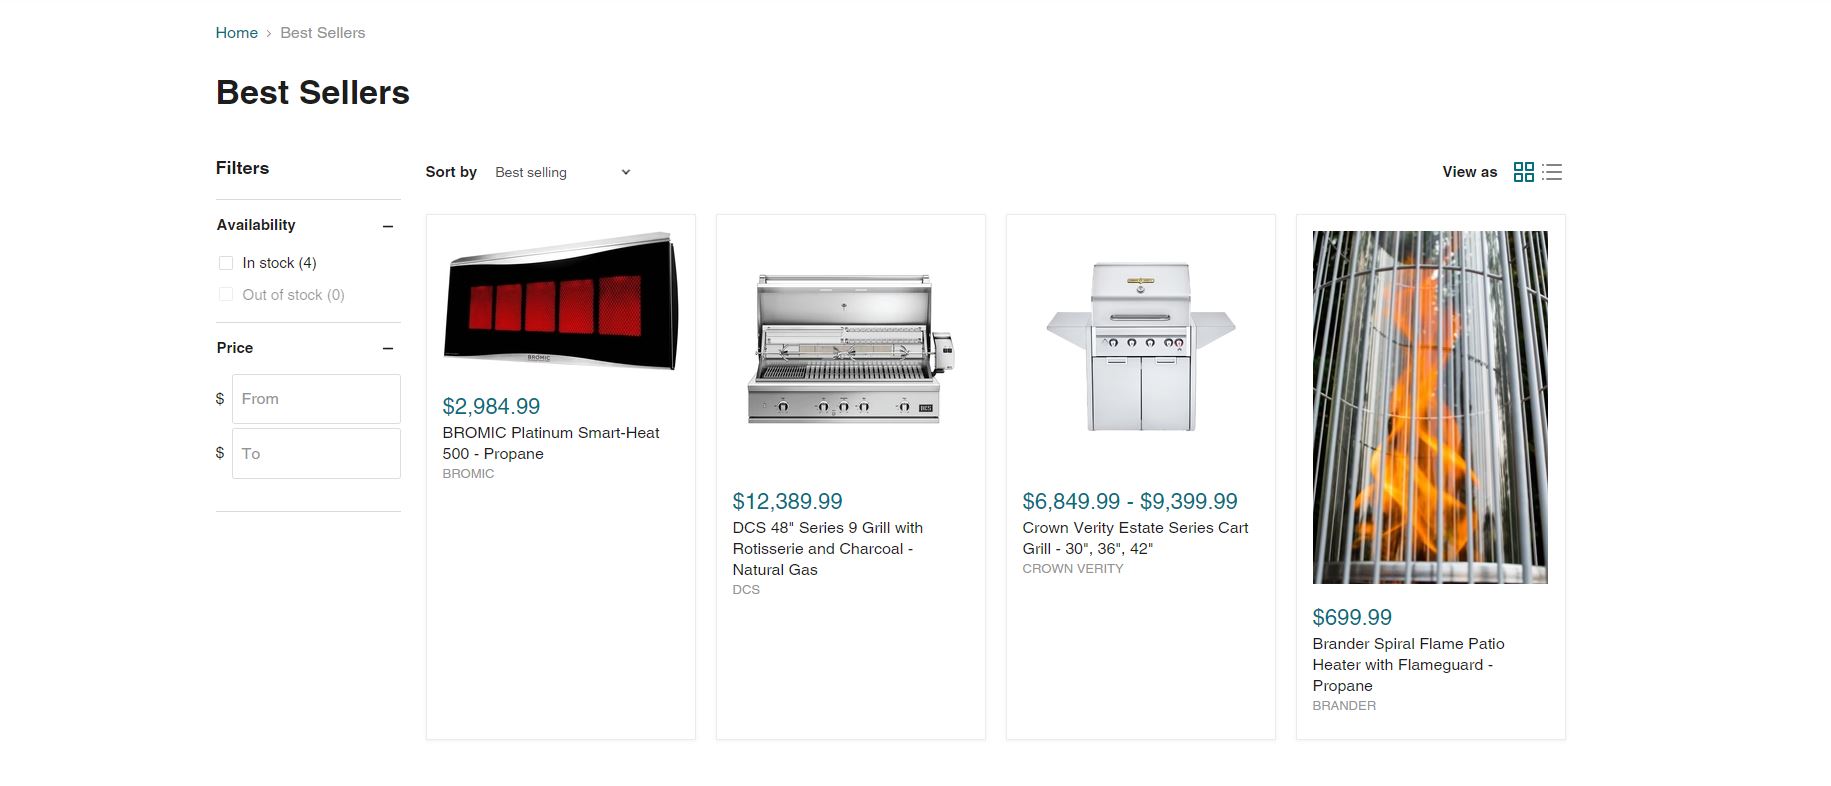 Home > Best Sellers
Best Sellers
Filters
Availability
In stock (4)
Out of stock (0)
Price
$ From
$ To
Sort by Best selling
View as
BROMIC
$2,984.99
BROMIC Platinum Smart-Heat
500 - Propane
BROMIC
DCS
$12,389.99
DCS 48" Series 9 Grill with
Rotisserie and Charcoal -
Natural Gas
DCS
$6,849.99 - $9,399.99
Crown Verity Estate Series Cart
Grill - 30", 36", 42"
CROWN VERITY
$699.99
Brander Spiral Flame Patio
Heater with Flameguard -
Propane
BRANDER